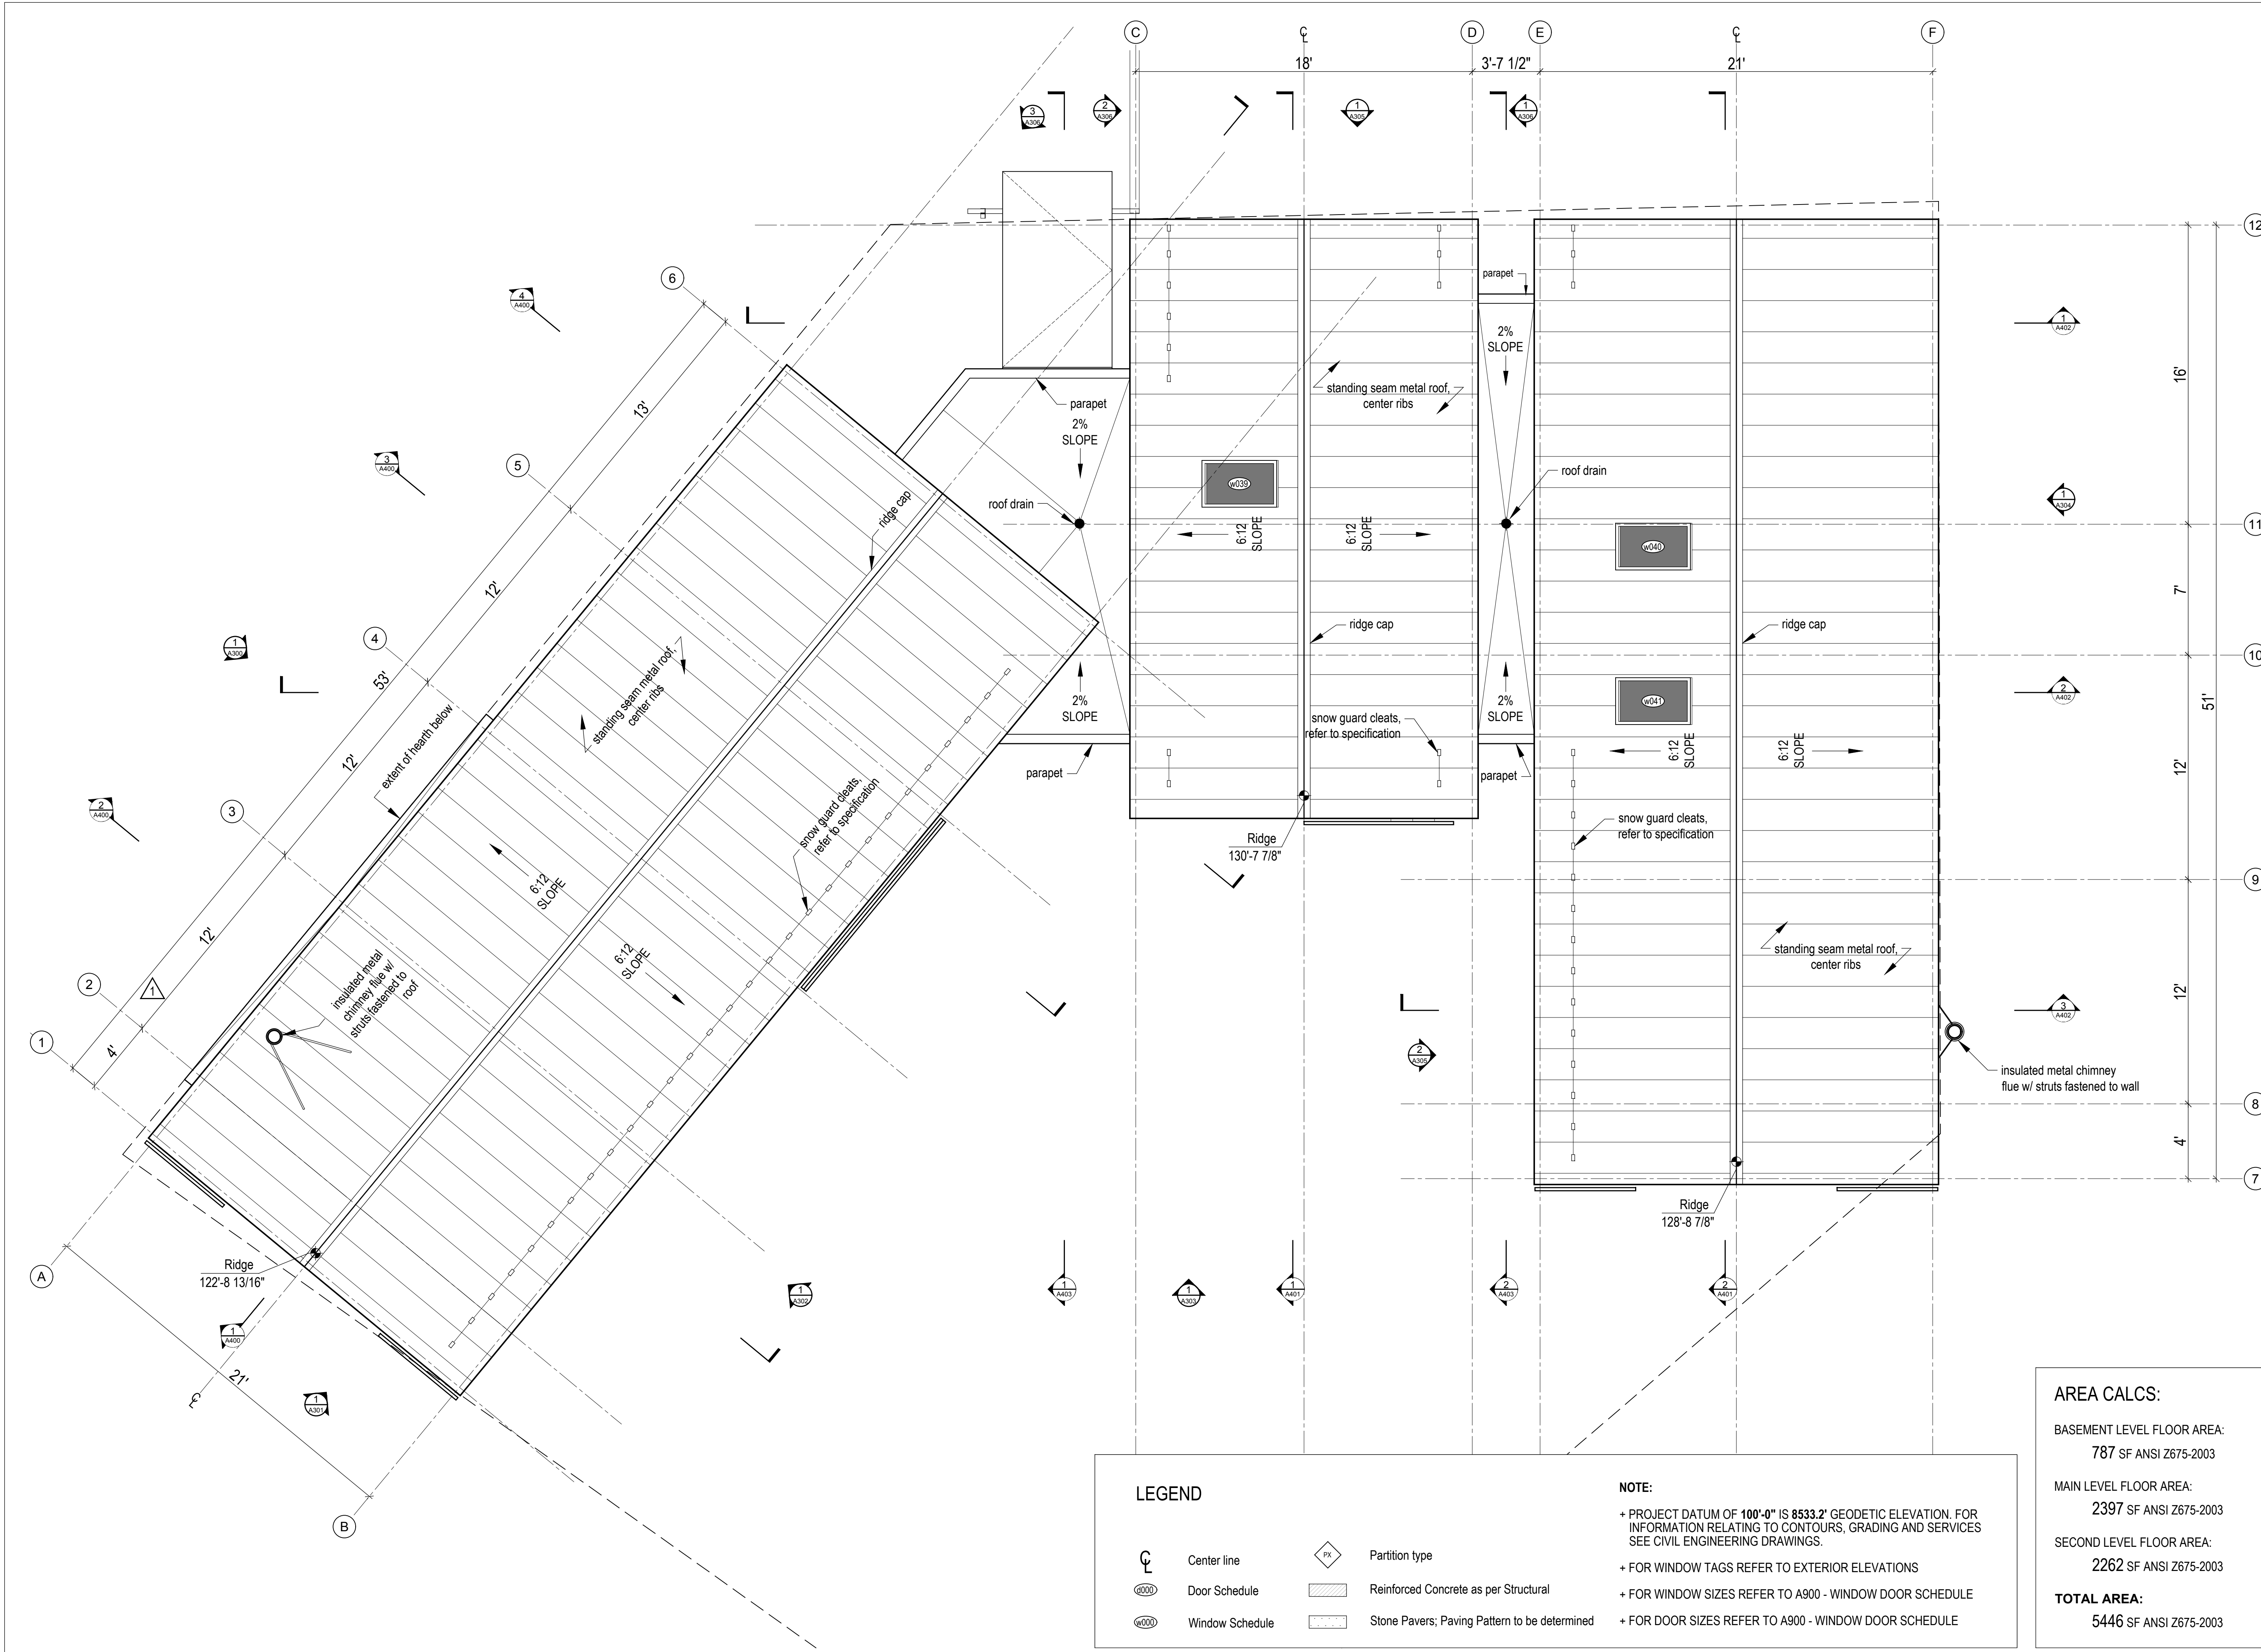 C
℄
D
E
℄
F
18'
3'-7 1/2"
21'
3
A306
2
A306
1
A305
1
A306
12
6
4
A400
parapet
1
A402
2%
SLOPE
16'
13'
standing seam metal roof,
center ribs
parapet
2%
SLOPE
5
3
A400
roof drain
w039
1
A304
roof drain
ridge cap
11
6:12
SLOPE
6:12
SLOPE
w040
12'
7'
4
1
A300
ridge cap
ridge cap
10
standing seam metal roof,
center ribs
53'
2%
SLOPE
2%
SLOPE
w041
2
A402
51'
extent of hearth below
snow guard cleats,
refer to specification
6:12
SLOPE
6:12
SLOPE
12'
parapet
parapet
12'
3
2
A400
snow guard cleats,
refer to specification
snow guard cleats,
refer to specification
Ridge
130'-7 7/8"
6:12
SLOPE
9
12'
6:12
SLOPE
standing seam metal roof,
center ribs
2
1
insulated metal
chimney flue w/
struts fastened to
roof
12'
3
A402
1
4'
2
A305
insulated metal chimney
flue w/ struts fastened to wall
8
4'
7
Ridge
128'-8 7/8"
A
Ridge
122'-8 13/16"
1
A302
1
A403
1
A303
1
A401
2
A403
2
A401
1
A400
21'
℄
1
A301
B
LEGEND
℄
Center line
d000
Door Schedule
w000
Window Schedule
PX
Partition type
Reinforced Concrete as per Structural
Stone Pavers; Paving Pattern to be determined
NOTE:
+ PROJECT DATUM OF 100'-0" IS 8533.2' GEODETIC ELEVATION. FOR
INFORMATION RELATING TO CONTOURS, GRADING AND SERVICES
SEE CIVIL ENGINEERING DRAWINGS.
+ FOR WINDOW TAGS REFER TO EXTERIOR ELEVATIONS
+ FOR WINDOW SIZES REFER TO A900 - WINDOW DOOR SCHEDULE
+ FOR DOOR SIZES REFER TO A900 - WINDOW DOOR SCHEDULE
AREA CALCS:
BASEMENT LEVEL FLOOR AREA:
787 SF ANSI Z675-2003
MAIN LEVEL FLOOR AREA:
2397 SF ANSI Z675-2003
SECOND LEVEL FLOOR AREA:
2262 SF ANSI Z675-2003
TOTAL AREA:
5446 SF ANSI Z675-2003